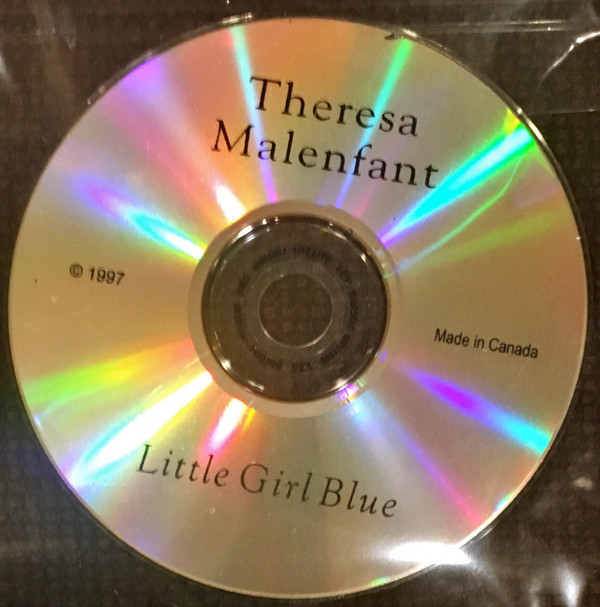 Theresa
Malenfant
© 1997
Made in Canada
Little Girl Blue